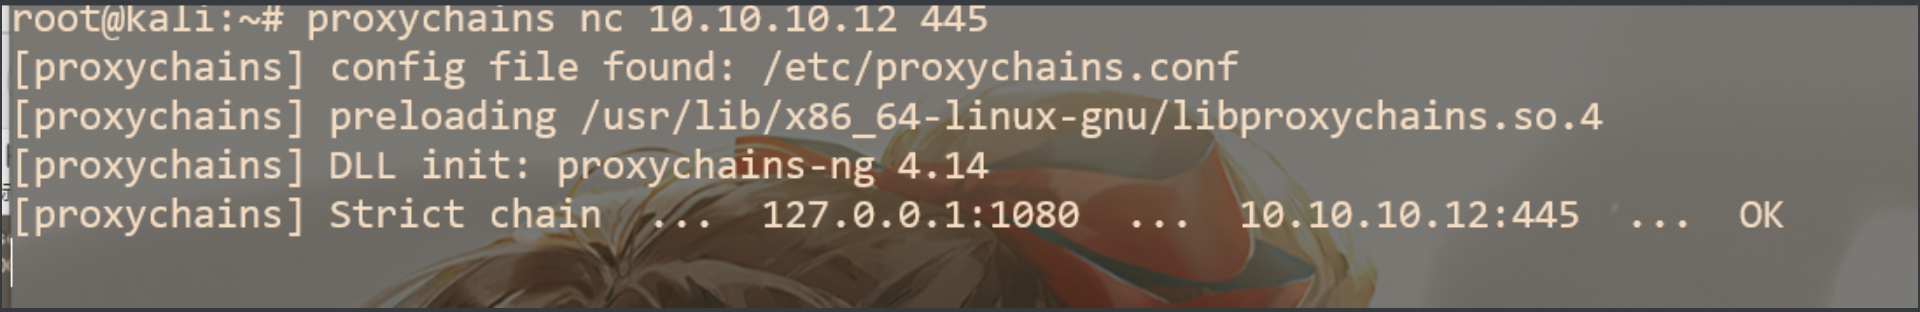 root@kali:~# proxychains nc 10.10.10.12 445
[proxychains] config file found: /etc/proxychains.conf
[proxychains] preloading /usr/lib/x86_64-linux-gnu/libproxychains.so.4
[proxychains] DLL init: proxychains-ng 4.14
[proxychains] Strict chain  ...  127.0.0.1:1080  ...  10.10.10.12:445  ...  OK